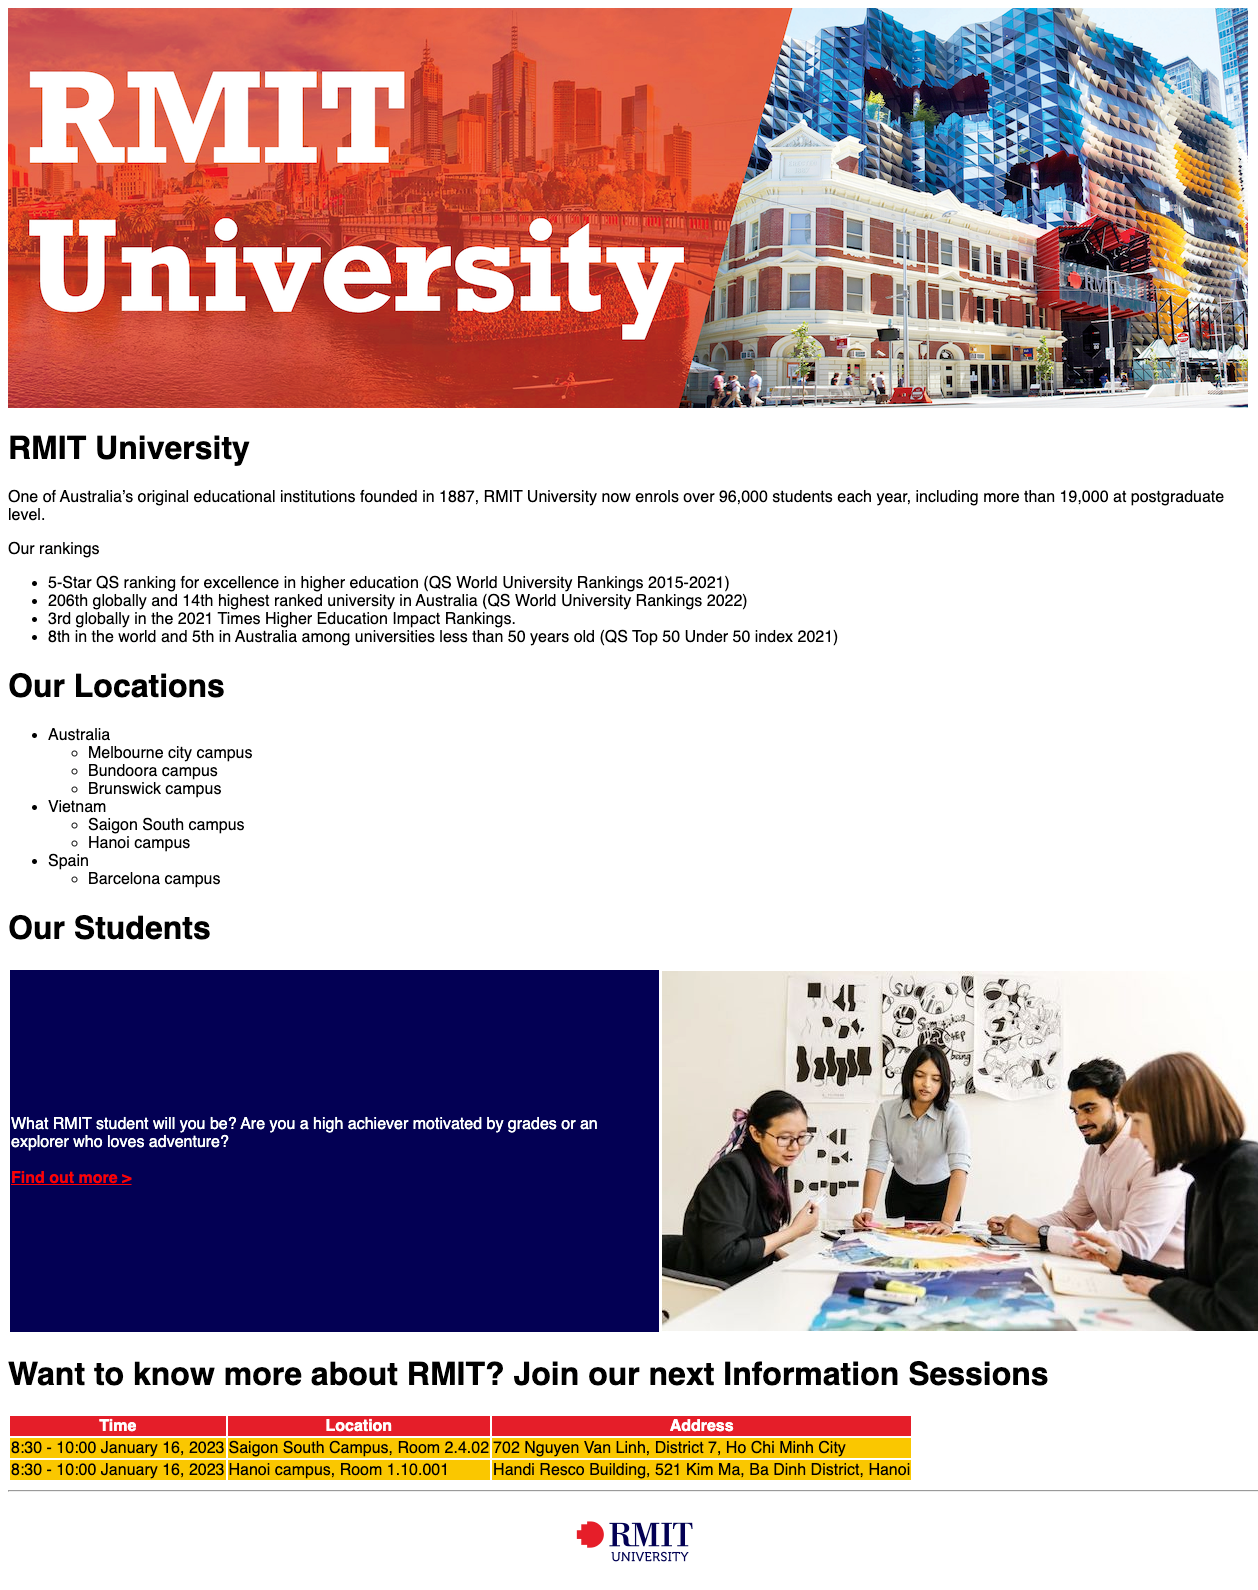 RMIT
University
RMIT
RMIT University
One of Australia’s original educational institutions founded in 1887, RMIT University now enrols over 96,000 students each year, including more than 19,000 at postgraduate
level.
Our rankings
5-Star QS ranking for excellence in higher education (QS World University Rankings 2015-2021)
206th globally and 14th highest ranked university in Australia (QS World University Rankings 2022)
3rd globally in the 2021 Times Higher Education Impact Rankings.
8th in the world and 5th in Australia among universities less than 50 years old (QS Top 50 Under 50 index 2021)
Our Locations
Australia
Melbourne city campus
Bundoora campus
Brunswick campus
Vietnam
Saigon South campus
Hanoi campus
Spain
Barcelona campus
Our Students
What RMIT student will you be? Are you a high achiever motivated by grades or an
explorer who loves adventure?
Find out more >
Want to know more about RMIT? Join our next Information Sessions
Time Location Address
8:30 - 10:00 January 16, 2023 Saigon South Campus, Room 2.4.02 702 Nguyen Van Linh, District 7, Ho Chi Minh City
8:30 - 10:00 January 16, 2023 Hanoi campus, Room 1.10.001 Handi Resco Building, 521 Kim Ma, Ba Dinh District, Hanoi
RMIT
UNIVERSITY